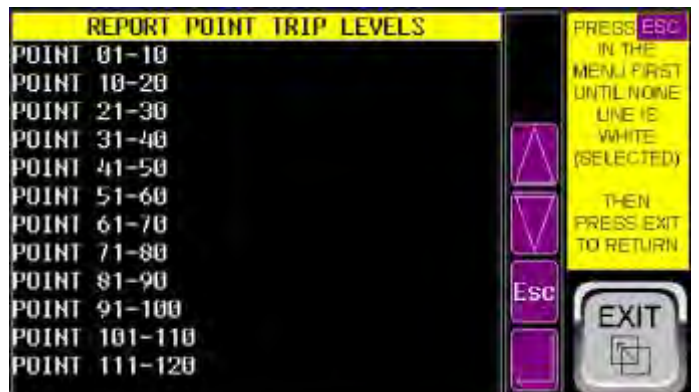 REPORT POINT TRIP LEVELS
POINT 01-10
POINT 10-20
POINT 21-30
POINT 31-40
POINT 41-50
POINT 51-60
POINT 61-70
POINT 71-80
POINT 81-90
POINT 91-100
POINT 101-110
POINT 111-120
Esc
PRESS ESC
IN THE
MENU FIRST
UNTIL NONE
LINE IS
WHITE
(SELECTED)
THEN
PRESS EXIT
TO RETURN
EXIT